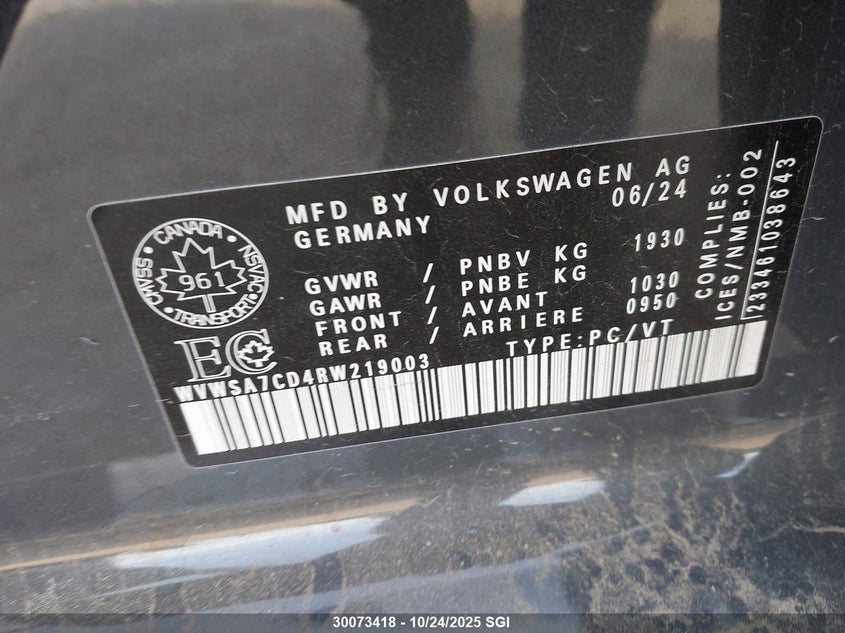 MFD BY VOLKSWAGEN AG
GERMANY 06/24
GVWR / PNBV KG 1930
GAWR / PNBE KG
FRONT / AVANT 1030
REAR / ARRIERE 0950
TYPE:PC/VT
CMVSS · CANADA · NSVAC · TRANSPORT
961
EC
WVWSA7CD4RW219003
COMPLIES:
ICES/NMB-002
233461038643
30073418 - 10/24/2025 SGI